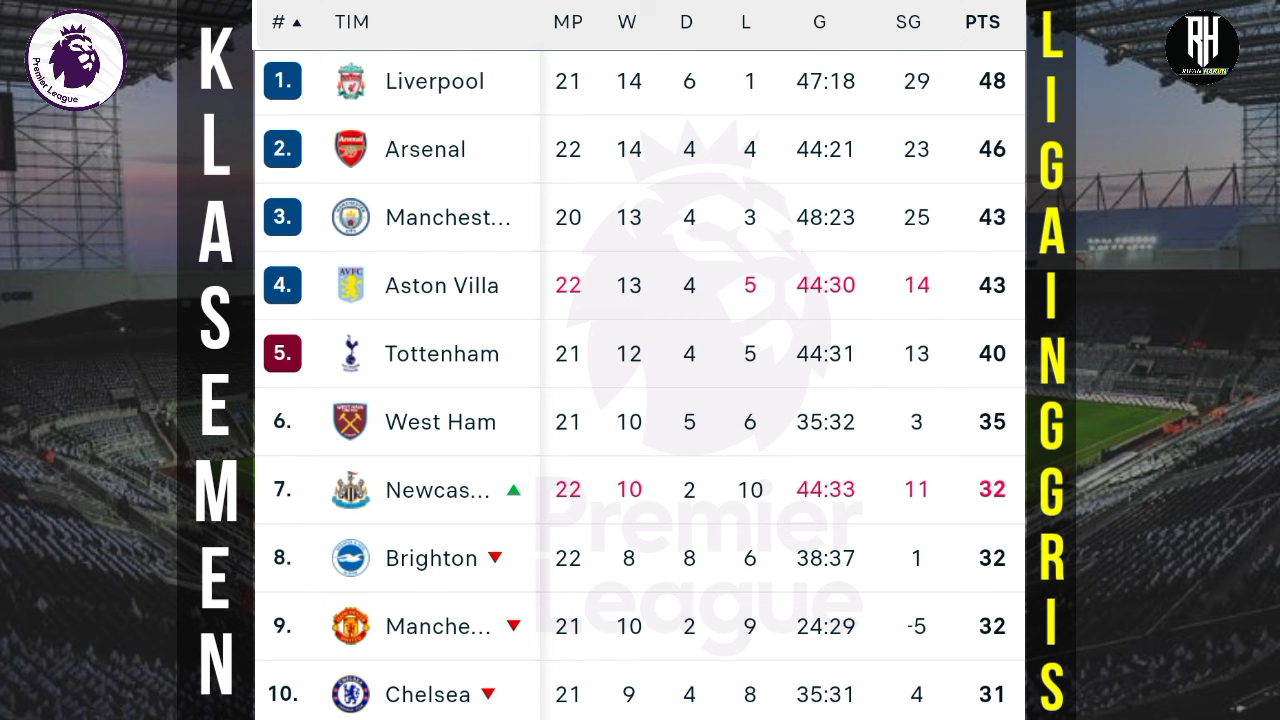 Premier League
KLASEMEN
# ▲ TIM MP W D L G SG PTS
1. Liverpool 21 14 6 1 47:18 29 48
2. Arsenal 22 14 4 4 44:21 23 46
3. Manchest... 20 13 4 3 48:23 25 43
4. AVFC Aston Villa 22 13 4 5 44:30 14 43
5. Tottenham 21 12 4 5 44:31 13 40
6. West Ham 21 10 5 6 35:32 3 35
7. Newcas... 22 10 2 10 44:33 11 32
8. Brighton 22 8 8 6 38:37 1 32
9. Manche... 21 10 2 9 24:29 -5 32
10. Chelsea 21 9 4 8 35:31 4 31
Premier
League
LIGA INGGRIS
RH